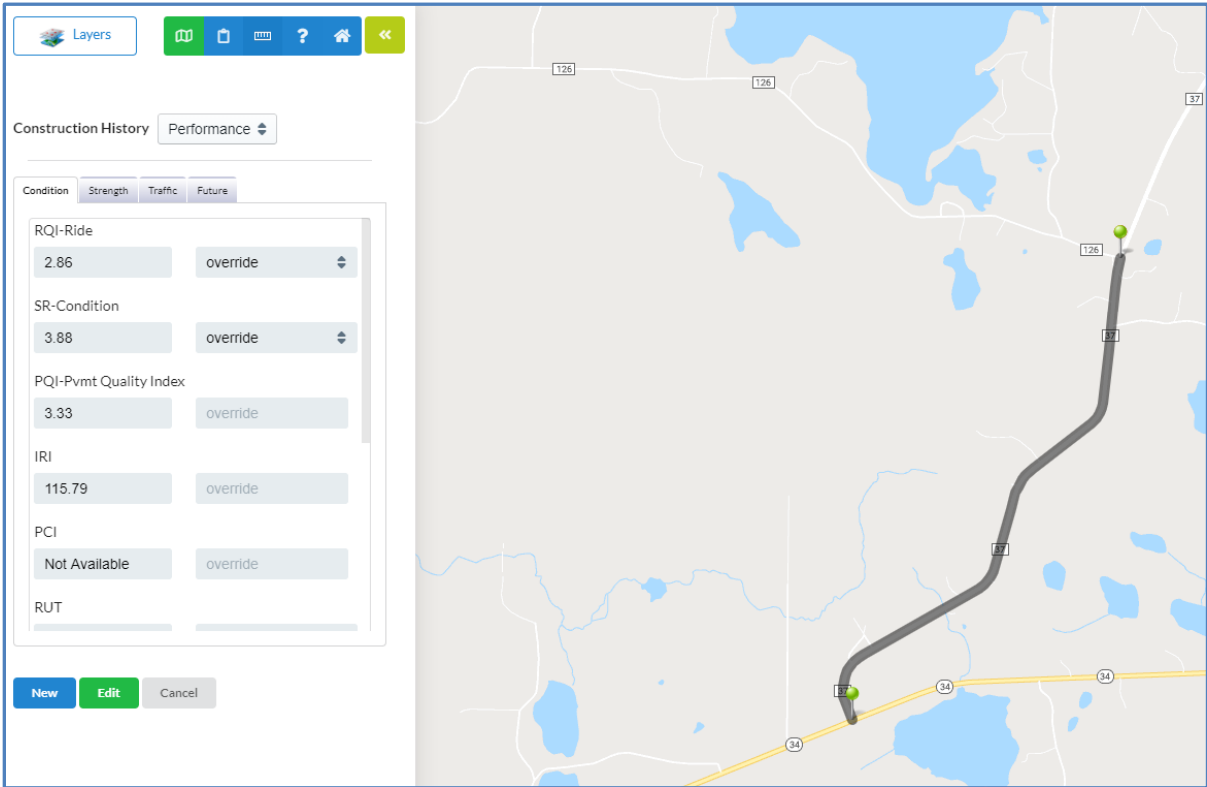 Layers
?
«
Construction History Performance
Condition Strength Traffic Future
RQI-Ride
2.86 override
SR-Condition
3.88 override
PQI-Pvmt Quality Index
3.33 override
IRI
115.79 override
PCI
Not Available override
RUT
New Edit Cancel
126
126
37
126
37
37
34
34
37
34